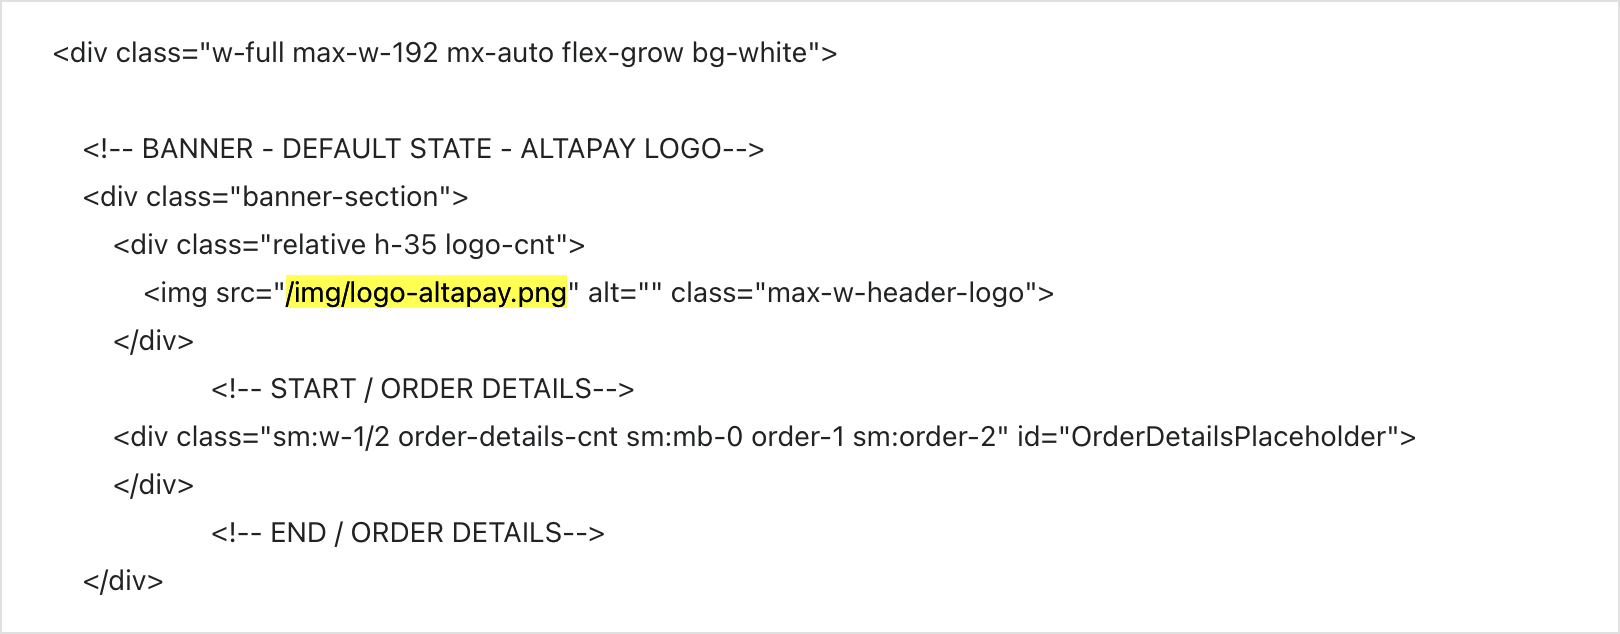 <div class="w-full max-w-192 mx-auto flex-grow bg-white">
<!-- BANNER - DEFAULT STATE - ALTAPAY LOGO-->
<div class="banner-section">
<div class="relative h-35 logo-cnt">
<img src="/img/logo-altapay.png" alt="" class="max-w-header-logo">
</div>
<!-- START / ORDER DETAILS-->
<div class="sm:w-1/2 order-details-cnt sm:mb-0 order-1 sm:order-2" id="OrderDetailsPlaceholder">
</div>
<!-- END / ORDER DETAILS-->
</div>